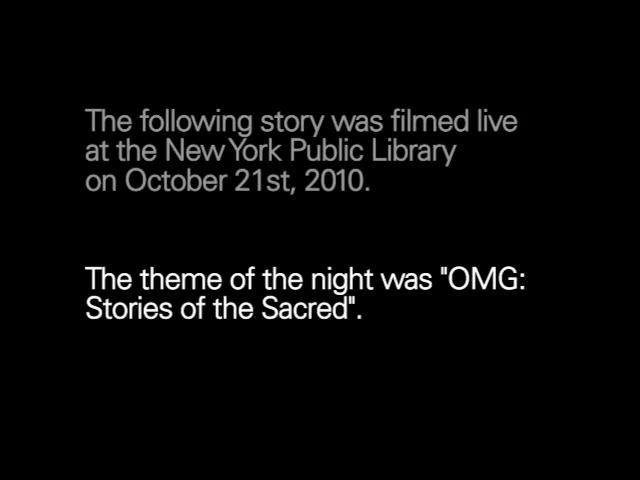 The following story was filmed live
at the New York Public Library
on October 21st, 2010.
The theme of the night was "OMG:
Stories of the Sacred".